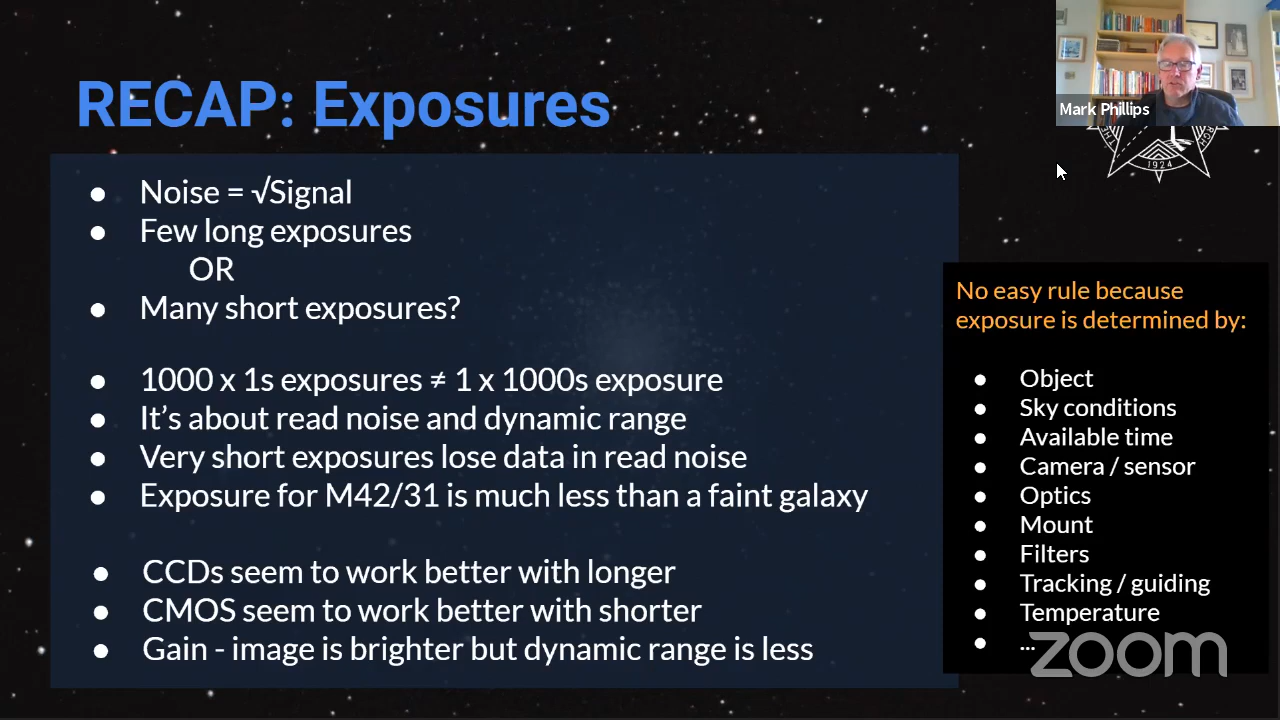 RECAP: Exposures
Mark Phillips
1924
● Noise = √Signal
● Few long exposures
OR
● Many short exposures?
● 1000 x 1s exposures ≠ 1 x 1000s exposure
● It's about read noise and dynamic range
● Very short exposures lose data in read noise
● Exposure for M42/31 is much less than a faint galaxy
● CCDs seem to work better with longer
● CMOS seem to work better with shorter
● Gain - image is brighter but dynamic range is less
No easy rule because
exposure is determined by:
● Object
● Sky conditions
● Available time
● Camera / sensor
● Optics
● Mount
● Filters
● Tracking / guiding
● Temperature
● ...
zoom